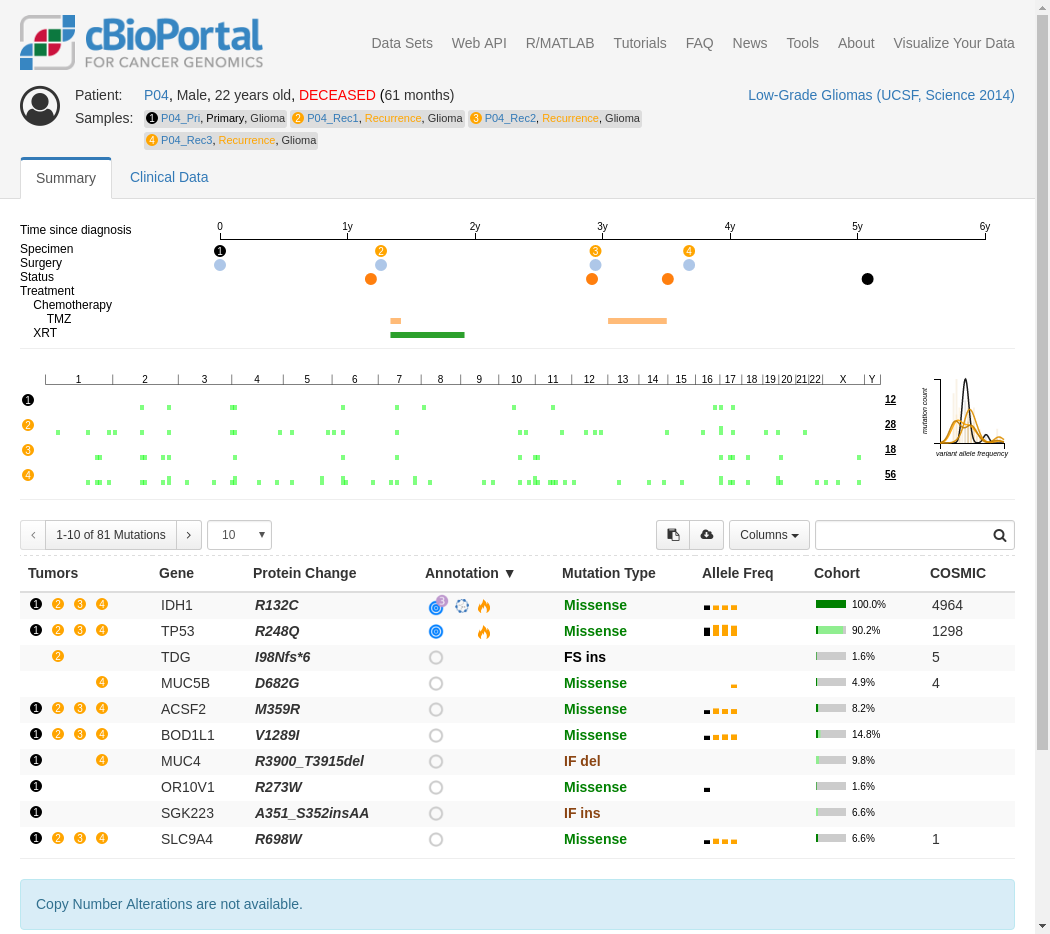 cBioPortal
FOR CANCER GENOMICS
Data Sets Web API R/MATLAB Tutorials FAQ News Tools About Visualize Your Data
Patient: P04, Male, 22 years old, DECEASED (61 months) Low-Grade Gliomas (UCSF, Science 2014)
Samples: 1 P04_Pri, Primary, Glioma 2 P04_Rec1, Recurrence, Glioma 3 P04_Rec2, Recurrence, Glioma
4 P04_Rec3, Recurrence, Glioma
Summary Clinical Data
Time since diagnosis 0 1y 2y 3y 4y 5y 6y
Specimen 1 2 3 4
Surgery
Status
Treatment
Chemotherapy
TMZ
XRT
1 2 3 4 5 6 7 8 9 10 11 12 13 14 15 16 17 18 19 20 21 22 X Y
1 12
2 28
3 18
4 56
mutation count
variant allele frequency
‹ 1-10 of 81 Mutations › 10 ▼ Columns
Tumors Gene Protein Change Annotation ▼ Mutation Type Allele Freq Cohort COSMIC
1 2 3 4 IDH1 R132C 3 Missense 100.0% 4964
1 2 3 4 TP53 R248Q Missense 90.2% 1298
2 TDG I98Nfs*6 FS ins 1.6% 5
4 MUC5B D682G Missense 4.9% 4
1 2 3 4 ACSF2 M359R Missense 8.2%
1 2 3 4 BOD1L1 V1289I Missense 14.8%
1 4 MUC4 R3900_T3915del IF del 9.8%
1 OR10V1 R273W Missense 1.6%
1 SGK223 A351_S352insAA IF ins 6.6%
1 2 3 4 SLC9A4 R698W Missense 6.6% 1
Copy Number Alterations are not available.